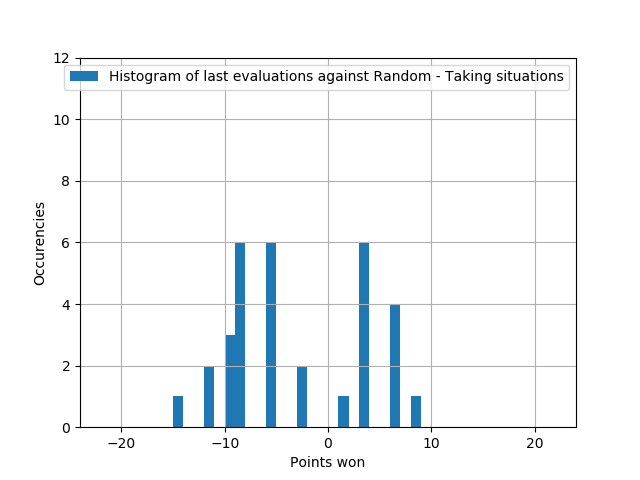 12
Histogram of last evaluations against Random - Taking situations
10
8
6
4
2
0
Occurencies
−20 −10 0 10 20
Points won